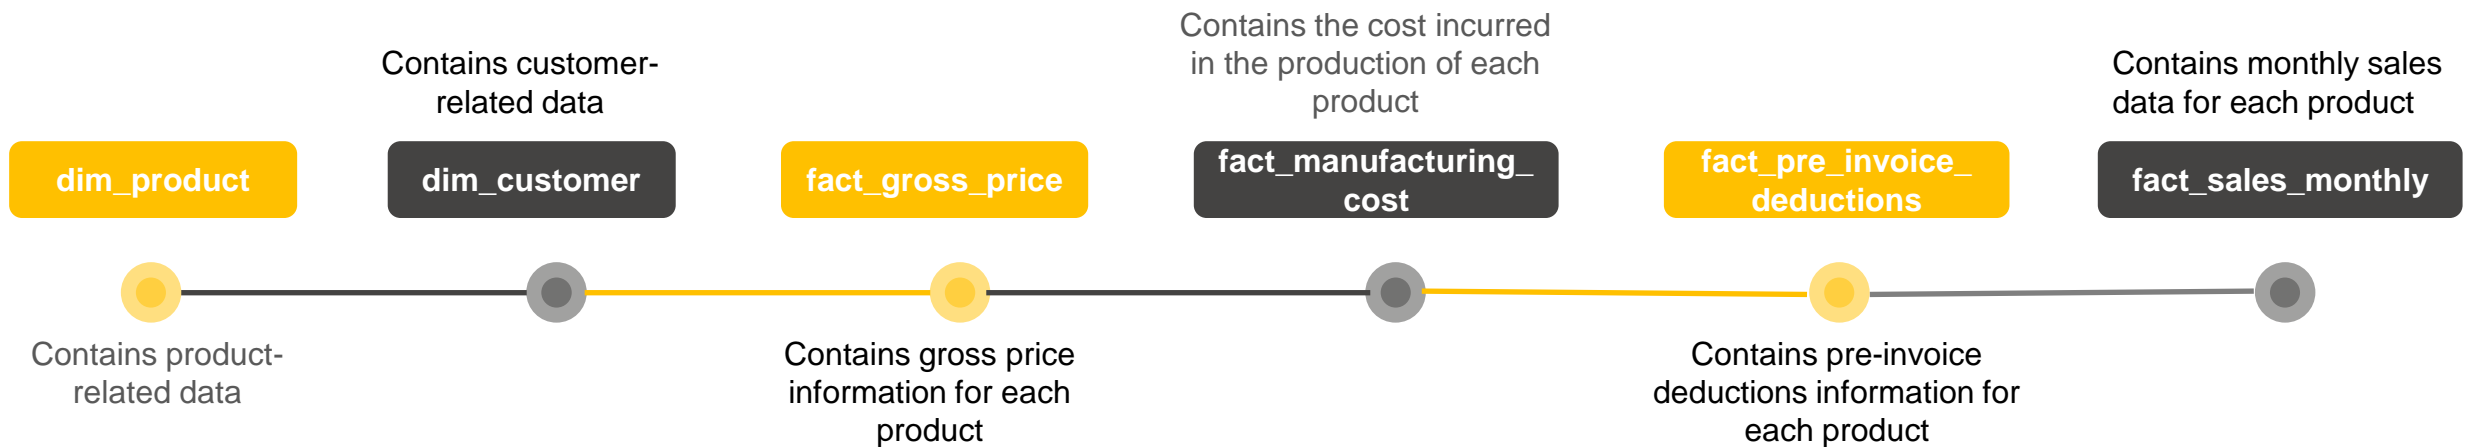 Contains product-
related data
dim_product
Contains customer-
related data
dim_customer
fact_gross_price
Contains gross price
information for each
product
Contains the cost incurred
in the production of each
product
fact_manufacturing_
cost
fact_pre_invoice_
deductions
Contains pre-invoice
deductions information for
each product
Contains monthly sales
data for each product
fact_sales_monthly